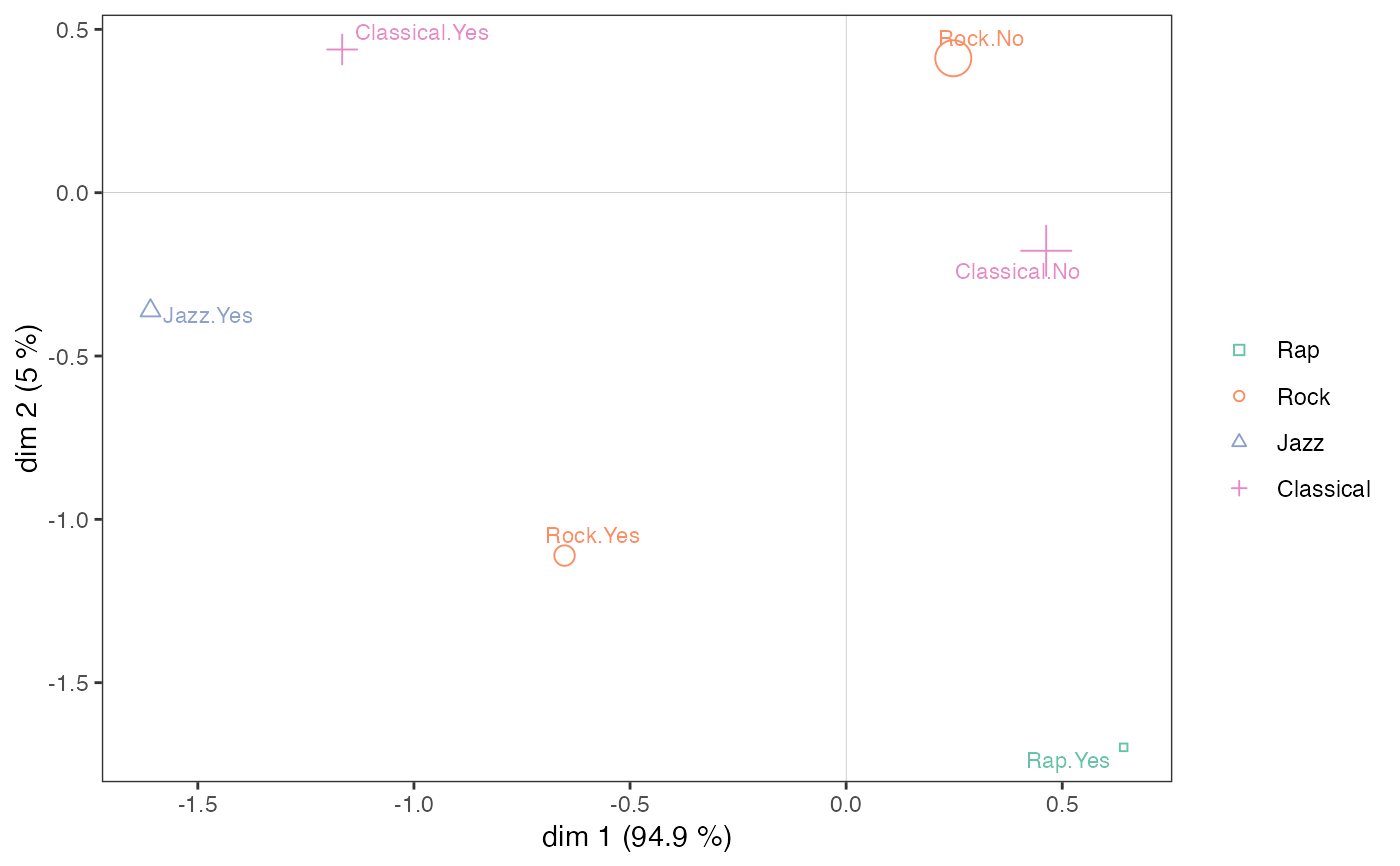 Classical.Yes
Rock.No
Classical.No
Jazz.Yes
Rock.Yes
Rap.Yes
0.5
0.0
-0.5
-1.0
-1.5
-1.5
-1.0
-0.5
0.0
0.5
dim 1 (94.9 %)
dim 2 (5 %)
Rap
Rock
Jazz
Classical